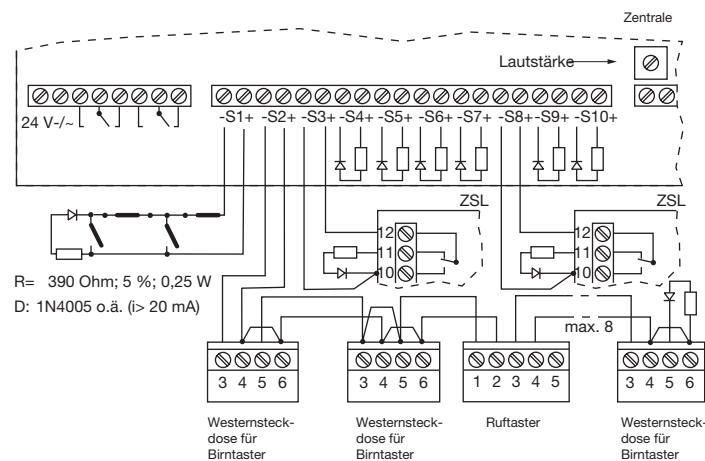 Zentrale
Lautstärke
24 V-/~
-S1+ -S2+ -S3+ -S4+ -S5+ -S6+ -S7+ -S8+ -S9+ -S10+
ZSL
ZSL
12
11
10
12
11
10
R= 390 Ohm; 5 %; 0,25 W
D: 1N4005 o.ä. (i> 20 mA)
max. 8
3 4 5 6
3 4 5 6
1 2 3 4 5
3 4 5 6
Westernsteck-
dose für
Birntaster
Westernsteck-
dose für
Birntaster
Ruftaster
Westernsteck-
dose für
Birntaster